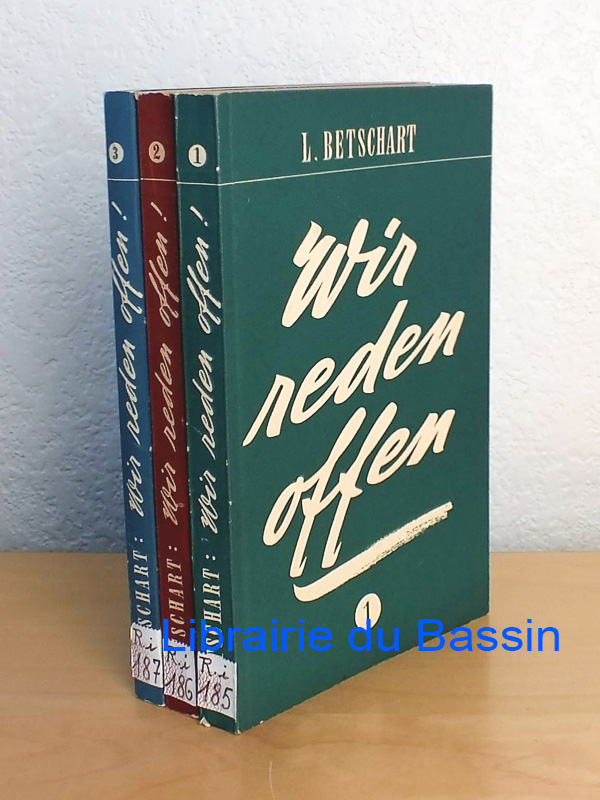 L. BETSCHART
Wir
reden
offen
1
3
SCHART: Wir reden offen!
R.i
187
2
SCHART: Wir reden offen!
R.i
186
1
SCHART: Wir reden offen!
R.i
185
Librairie du Bassin